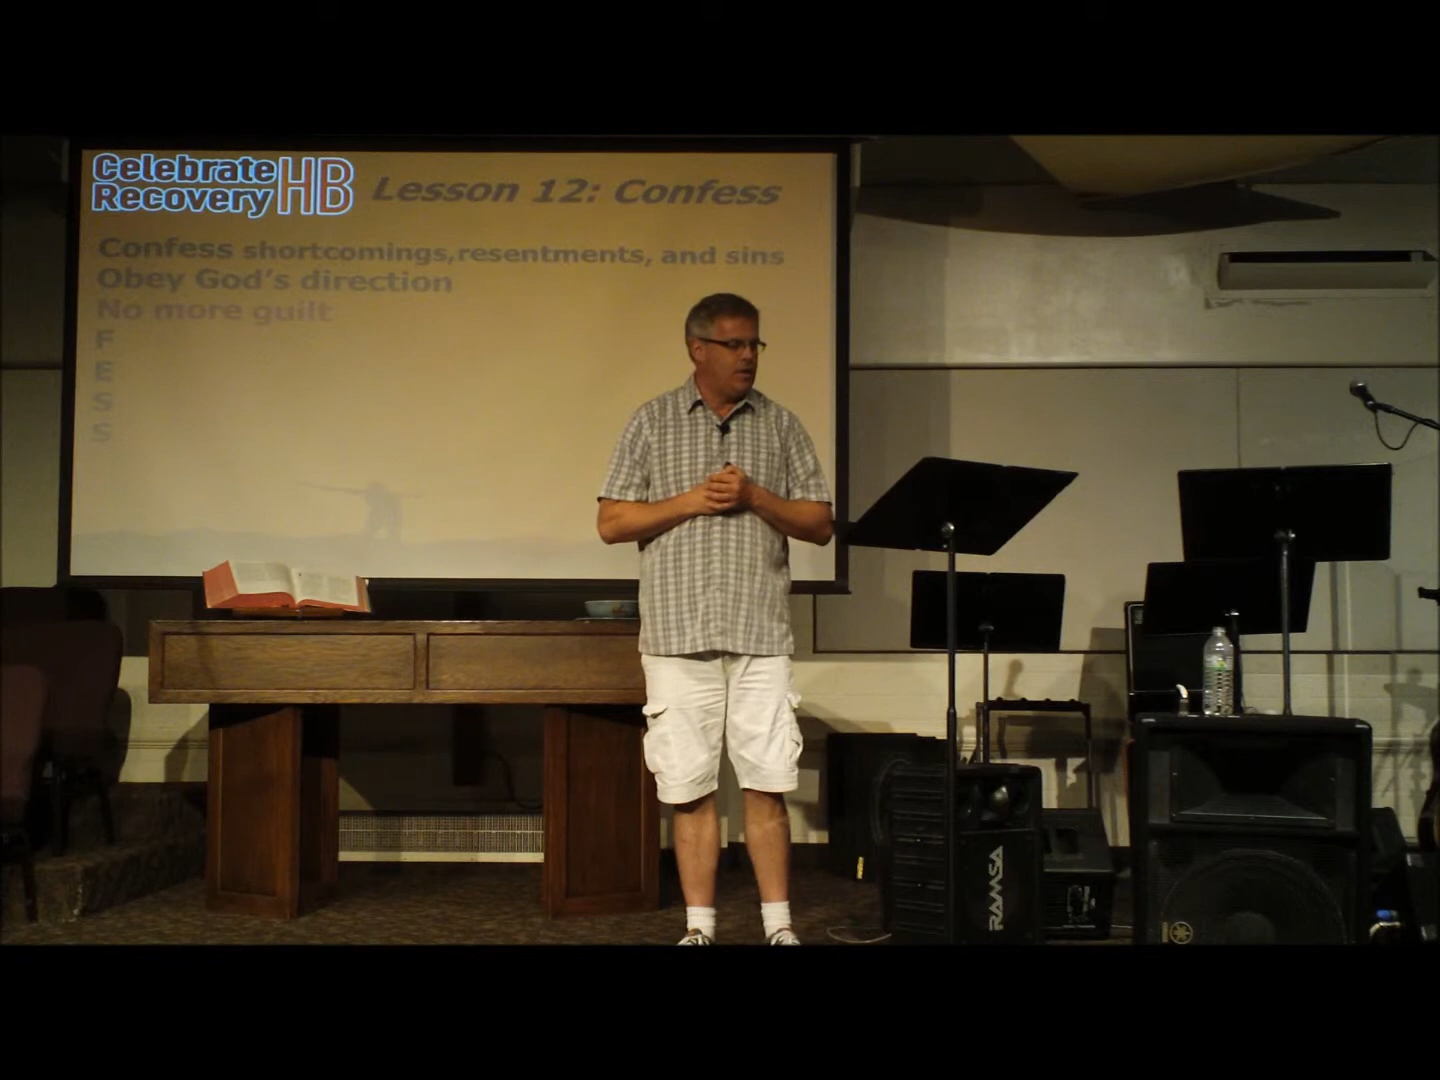 Celebrate
Recovery
HB
Lesson 12: Confess
Confess shortcomings, resentments, and sins
Obey God's direction
No more guilt
F
E
S
S
RAMSA